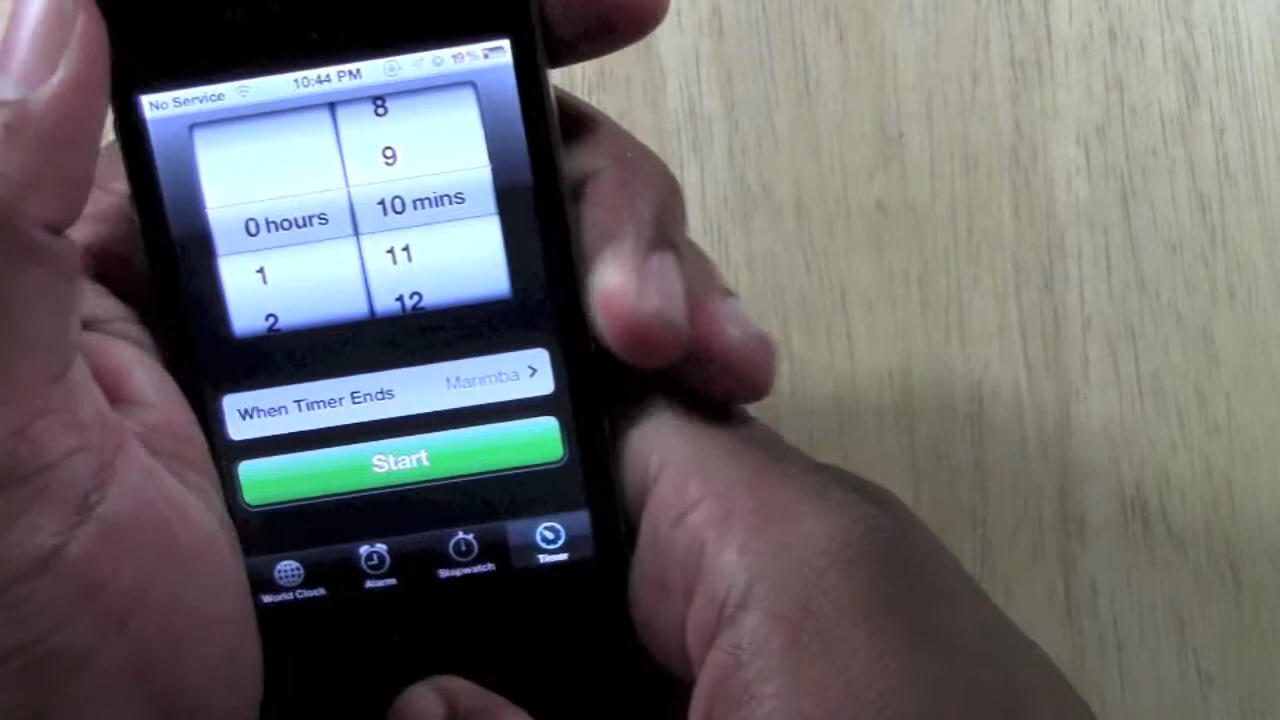 No Service 10:44 PM 19%
8
9
0 hours 10 mins
1 11
2 12
When Timer Ends Marimba
Start
World Clock Alarm Stopwatch Timer